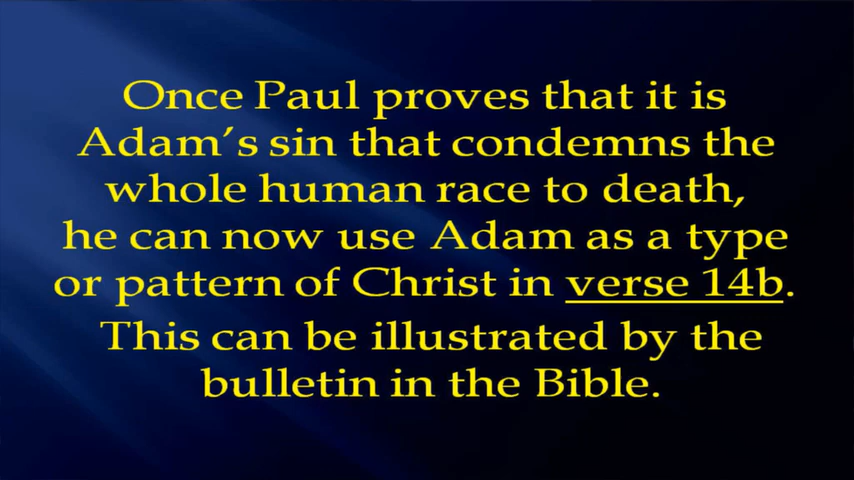 Once Paul proves that it is
Adam's sin that condemns the
whole human race to death,
he can now use Adam as a type
or pattern of Christ in verse 14b.
This can be illustrated by the
bulletin in the Bible.